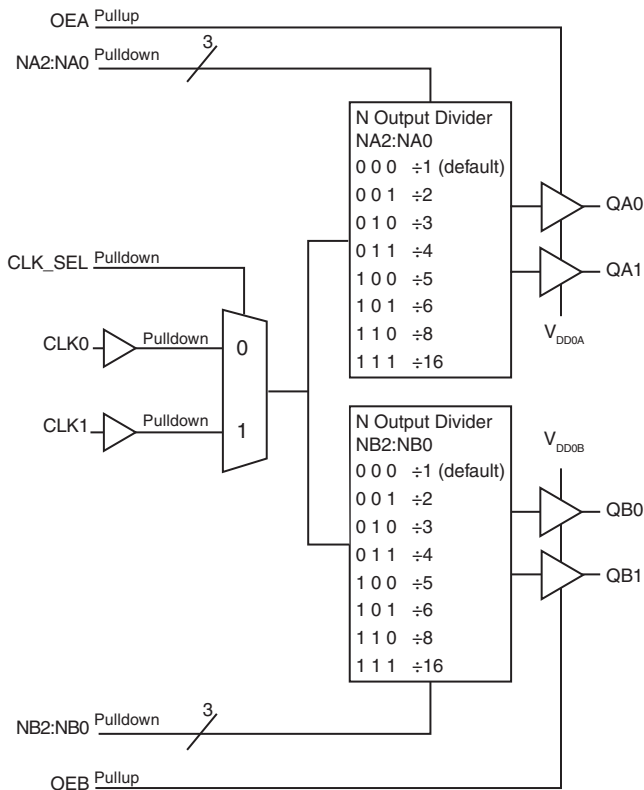 OEA Pullup
NA2:NA0 Pulldown 3
N Output Divider
NA2:NA0
0 0 0 ÷1 (default)
0 0 1 ÷2
0 1 0 ÷3
0 1 1 ÷4
1 0 0 ÷5
1 0 1 ÷6
1 1 0 ÷8
1 1 1 ÷16
QA0
QA1
VDD0A
CLK_SEL Pulldown
CLK0 Pulldown 0
CLK1 Pulldown 1
N Output Divider
NB2:NB0
0 0 0 ÷1 (default)
0 0 1 ÷2
0 1 0 ÷3
0 1 1 ÷4
1 0 0 ÷5
1 0 1 ÷6
1 1 0 ÷8
1 1 1 ÷16
VDD0B
QB0
QB1
NB2:NB0 Pulldown 3
OEB Pullup